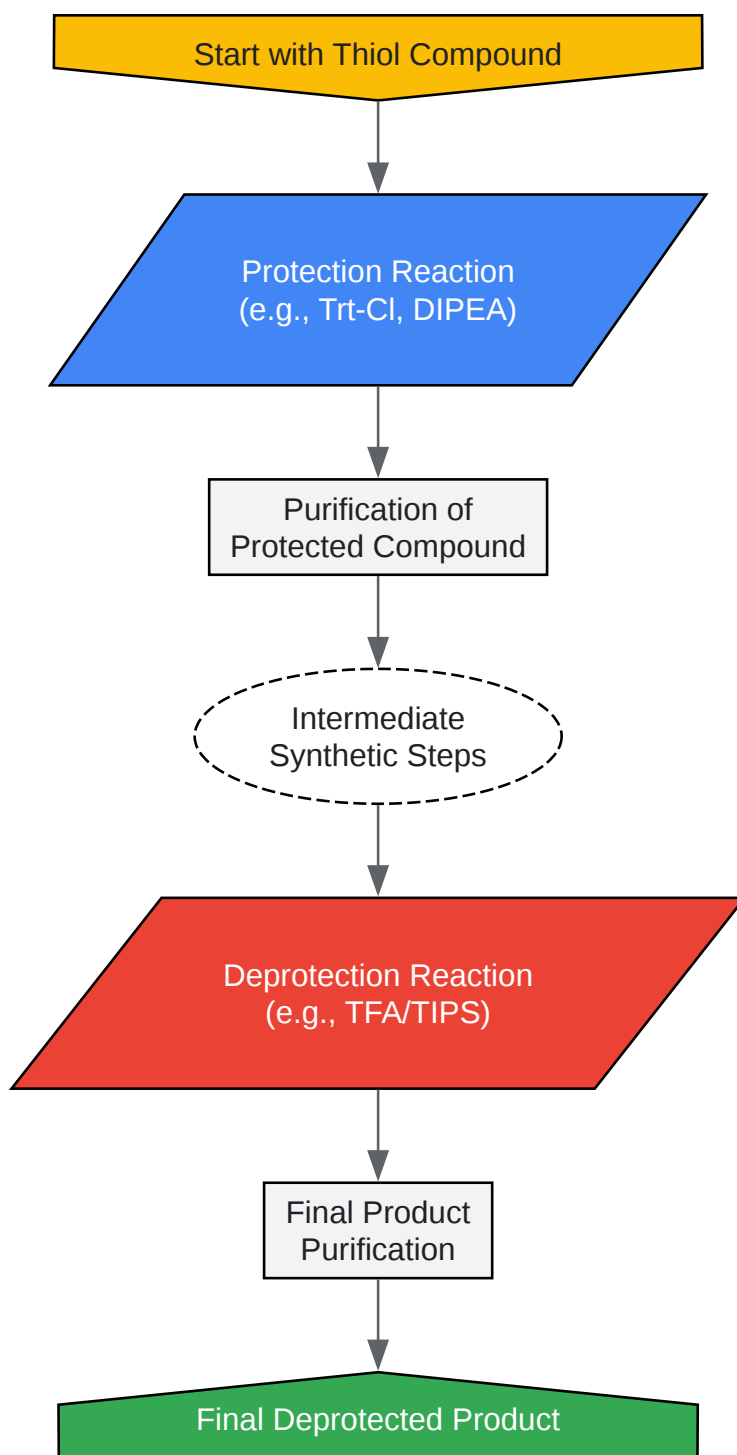 Start with Thiol Compound
Protection Reaction
(e.g., Trt-Cl, DIPEA)
Purification of
Protected Compound
Intermediate
Synthetic Steps
Deprotection Reaction
(e.g., TFA/TIPS)
Final Product
Purification
Final Deprotected Product